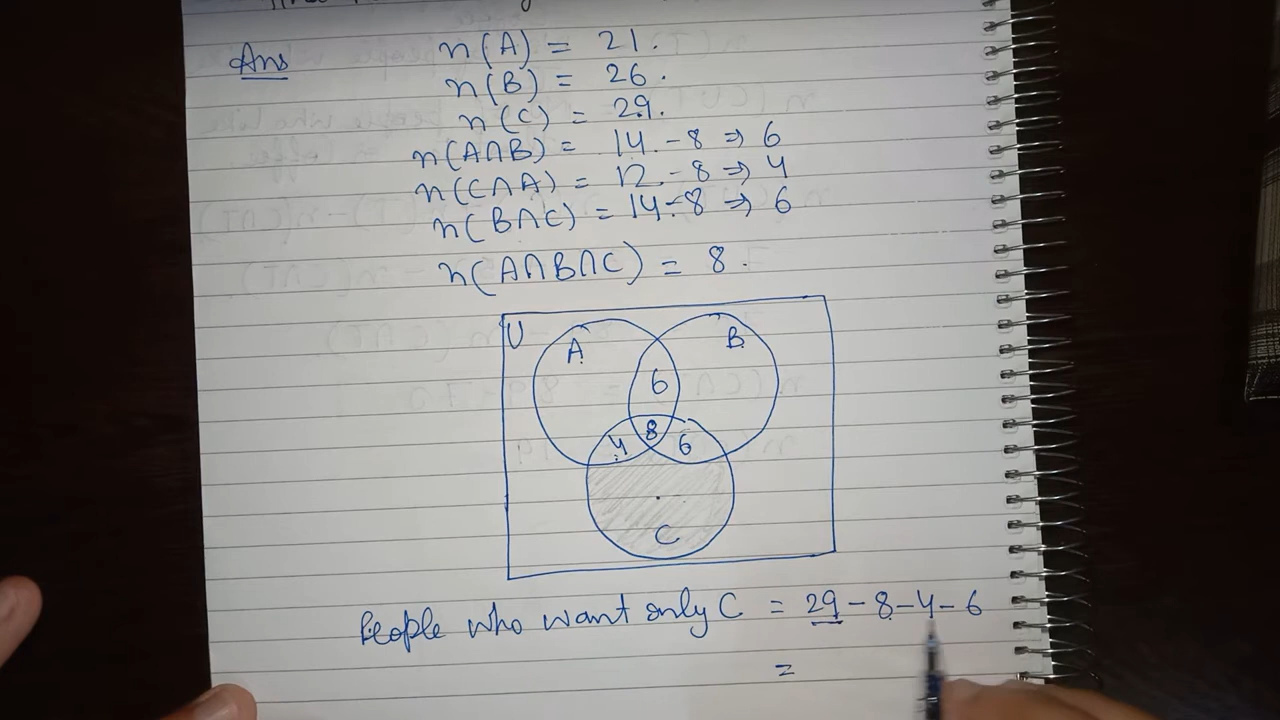 Ans
n(A) = 21.
n(B) = 26.
n(C) = 29.
n(A∩B) = 14 - 8 ⇒ 6
n(C∩A) = 12 - 8 ⇒ 4
n(B∩C) = 14 - 8 ⇒ 6
n(A∩B∩C) = 8.
U
A B
6
4 8 6
C
People who want only C = 29 - 8 - 4 - 6
=